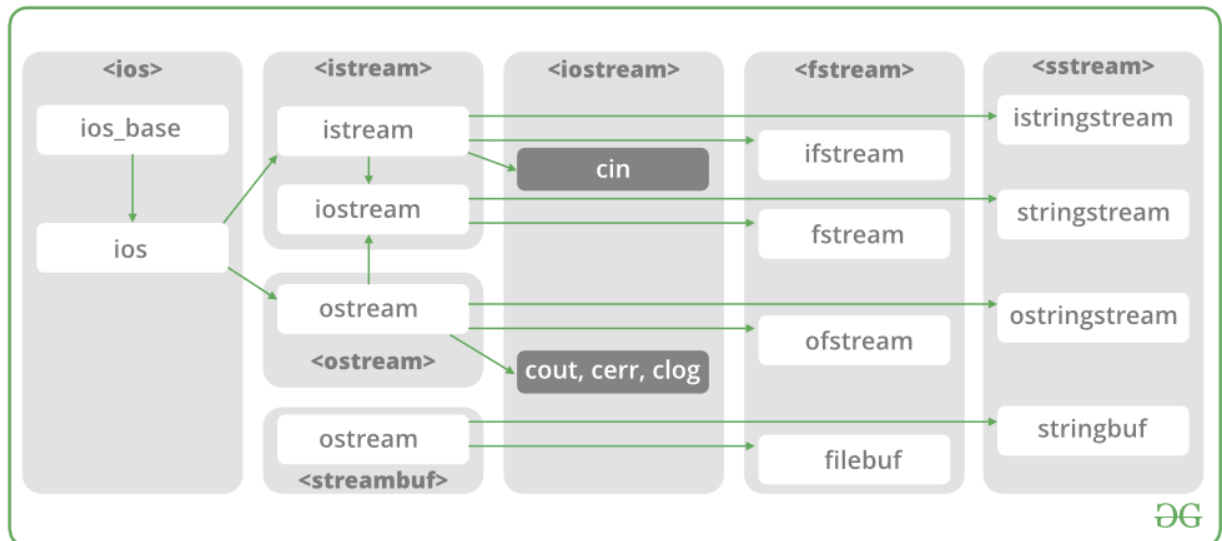 <ios>
ios_base
ios
<istream>
istream
iostream
ostream
<ostream>
ostream
<streambuf>
<iostream>
cin
cout, cerr, clog
<fstream>
ifstream
fstream
ofstream
filebuf
<sstream>
istringstream
stringstream
ostringstream
stringbuf